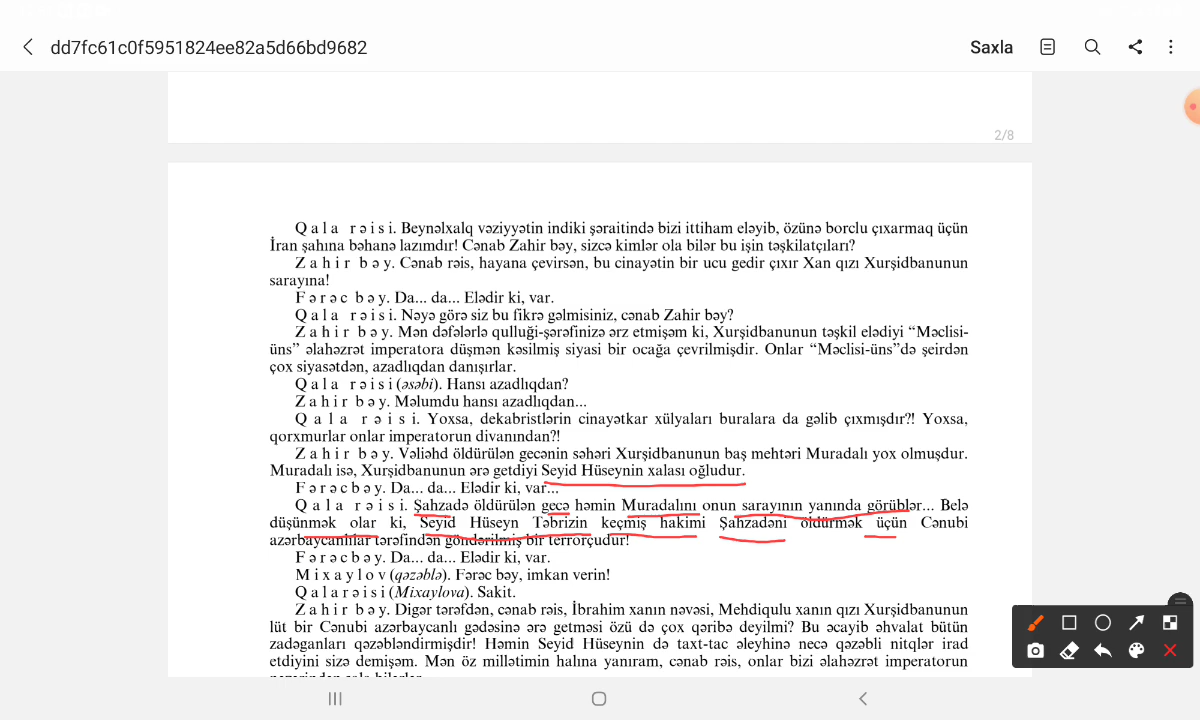 dd7fc61c0f5951824ee82a5d66bd9682
Saxla
2/8
Q a l a r ə i s i. Beynəlxalq vəziyyətin indiki şəraitində bizi ittiham eləyib, özünə borclu çıxarmaq üçün
İran şahına bəhanə lazımdır! Cənab Zahir bəy, sizcə kimlər ola bilər bu işin təşkilatçıları?
Z a h i r b ə y. Cənab rəis, hayana çevirsən, bu cinayətin bir ucu gedir çıxır Xan qızı Xurşidbanunun
sarayına!
F ə r ə c b ə y. Da... da... Elədir ki, var.
Q a l a r ə i s i. Nəyə görə siz bu fikrə gəlmisiniz, cənab Zahir bəy?
Z a h i r b ə y. Mən dəfələrlə qulluği-şərəfinizə ərz etmişəm ki, Xurşidbanunun təşkil elədiyi “Məclisi-
üns” əlahəzrət imperatora düşmən kəsilmiş siyasi bir ocağa çevrilmişdir. Onlar “Məclisi-üns”də şeirdən
çox siyasətdən, azadlıqdan danışırlar.
Q a l a r ə i s i (əsəbi). Hansı azadlıqdan?
Z a h i r b ə y. Məlumdu hansı azadlıqdan...
Q a l a r ə i s i. Yoxsa, dekabristlərin cinayətkar xülyaları buralara da gəlib çıxmışdır?! Yoxsa,
qorxmurlar onlar imperatorun divanından?!
Z a h i r b ə y. Vəliəhd öldürülən gecənin səhəri Xurşidbanunun baş mehtəri Muradalı yox olmuşdur.
Muradalı isə, Xurşidbanunun ərə getdiyi Seyid Hüseynin xalası oğludur.
F ə r ə c b ə y. Da... da... Elədir ki, var...
Q a l a r ə i s i. Şahzadə öldürülən gecə həmin Muradalını onun sarayının yanında görüblər... Belə
düşünmək olar ki, Seyid Hüseyn Təbrizin keçmiş hakimi Şahzadəni öldürmək üçün Cənubi
azərbaycanlılar tərəfindən göndərilmiş bir terrorçudur!
F ə r ə c b ə y. Da... da... Elədir ki, var.
M i x a y l o v (qəzəblə). Fərəc bəy, imkan verin!
Q a l a r ə i s i (Mixaylova). Sakit.
Z a h i r b ə y. Digər tərəfdən, cənab rəis, İbrahim xanın nəvəsi, Mehdiqulu xanın qızı Xurşidbanunun
lüt bir Cənubi azərbaycanlı gədəsinə ərə getməsi özü də çox qəribə deyilmi? Bu əcayib əhvalat bütün
zadəganları qəzəbləndirmişdir! Həmin Seyid Hüseynin də taxt-tac əleyhinə necə qəzəbli nitqlər irad
etdiyini sizə demişəm. Mən öz millətimin halına yanıram, cənab rəis, onlar bizi əlahəzrət imperatorun